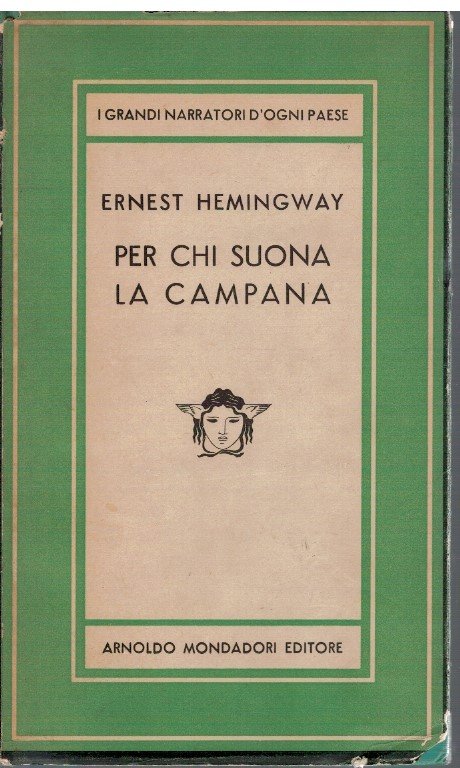 I GRANDI NARRATORI D'OGNI PAESE
ERNEST HEMINGWAY
PER CHI SUONA
LA CAMPANA
ARNOLDO MONDADORI EDITORE